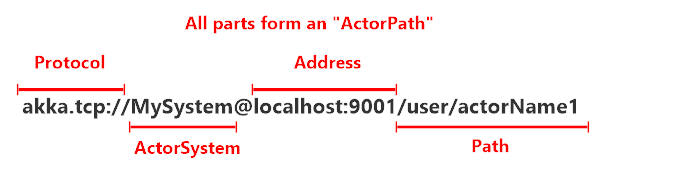 All parts form an "ActorPath"
Protocol
Address
akka.tcp://MySystem@localhost:9001/user/actorName1
ActorSystem
Path